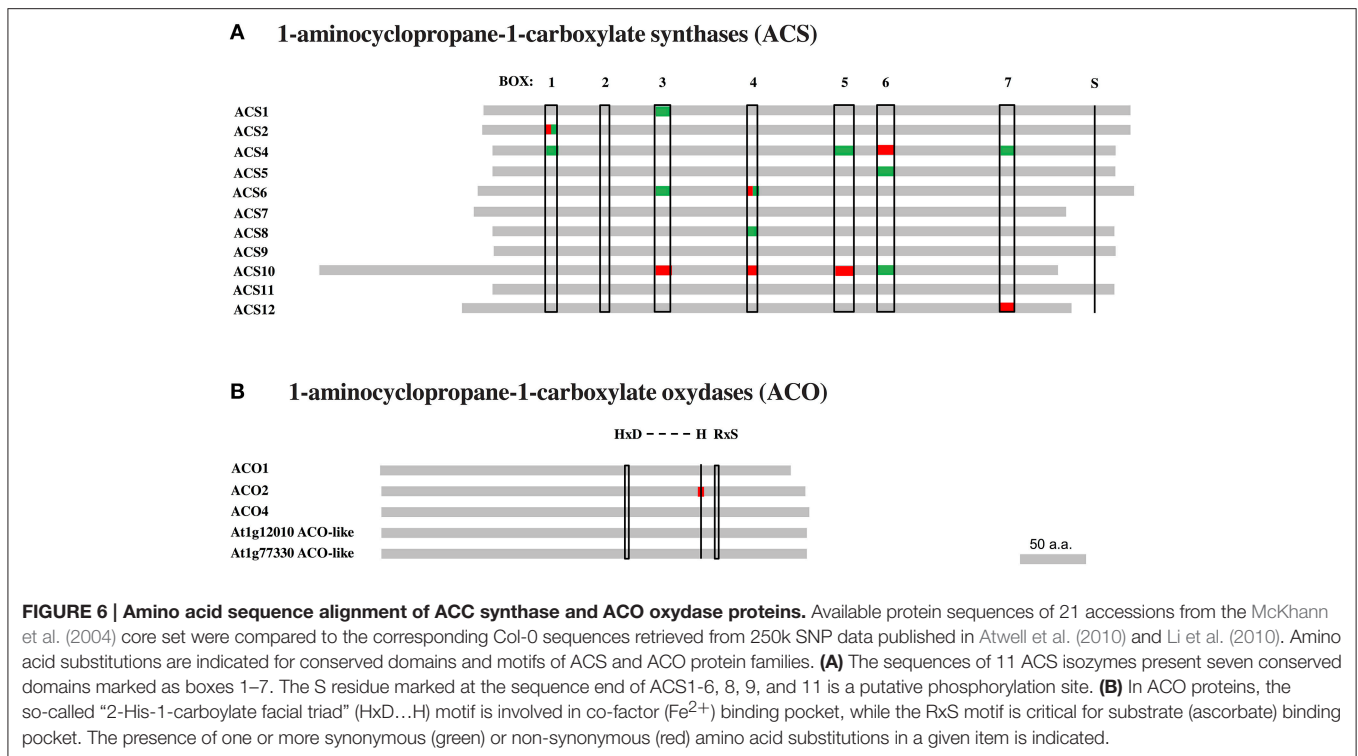 A 1-aminocyclopropane-1-carboxylate synthases (ACS)
BOX: 1 2 3 4 5 6 7 S
ACS1
ACS2
ACS4
ACS5
ACS6
ACS7
ACS8
ACS9
ACS10
ACS11
ACS12
B 1-aminocyclopropane-1-carboxylate oxydases (ACO)
HxD - - - - H RxS
ACO1
ACO2
ACO4
At1g12010 ACO-like
At1g77330 ACO-like
50 a.a.
FIGURE 6 | Amino acid sequence alignment of ACC synthase and ACO oxydase proteins. Available protein sequences of 21 accessions from the McKhann
et al. (2004) core set were compared to the corresponding Col-0 sequences retrieved from 250k SNP data published in Atwell et al. (2010) and Li et al. (2010). Amino
acid substitutions are indicated for conserved domains and motifs of ACS and ACO protein families. (A) The sequences of 11 ACS isozymes present seven conserved
domains marked as boxes 1–7. The S residue marked at the sequence end of ACS1-6, 8, 9, and 11 is a putative phosphorylation site. (B) In ACO proteins, the
so-called “2-His-1-carboylate facial triad” (HxD…H) motif is involved in co-factor (Fe2+) binding pocket, while the RxS motif is critical for substrate (ascorbate) binding
pocket. The presence of one or more synonymous (green) or non-synonymous (red) amino acid substitutions in a given item is indicated.